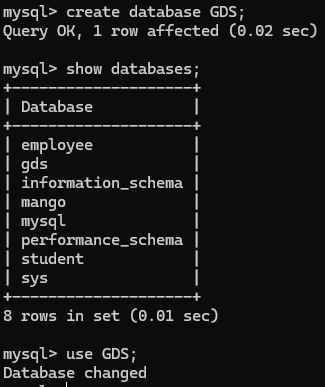 mysql> create database GDS;
Query OK, 1 row affected (0.02 sec)
mysql> show databases;
+--------------------+
| Database           |
+--------------------+
| employee           |
| gds                |
| information_schema |
| mango              |
| mysql              |
| performance_schema |
| student            |
| sys                |
+--------------------+
8 rows in set (0.01 sec)
mysql> use GDS;
Database changed